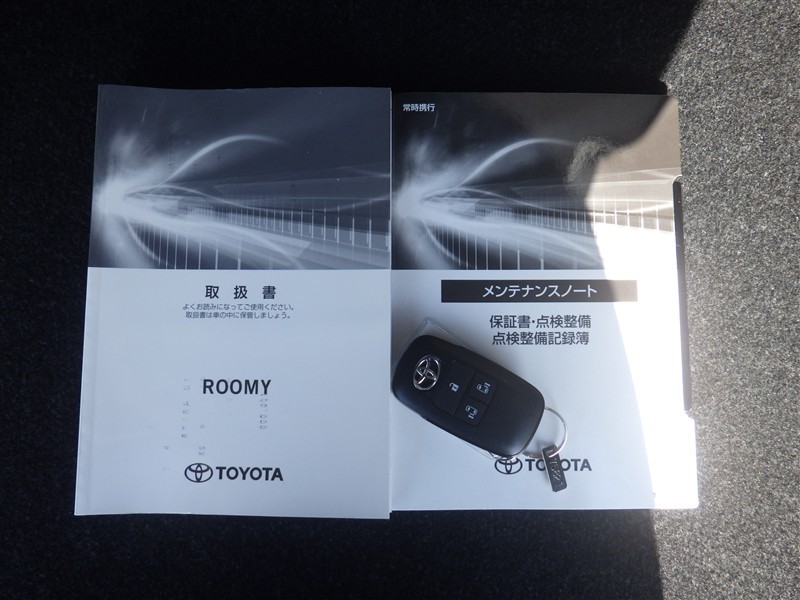 取扱書
よくお読みになってご使用ください。
取扱書は車の中に保管しましょう。
ROOMY
TOYOTA
常時携行
メンテナンスノート
保証書・点検整備
点検整備記録簿
TOYOTA